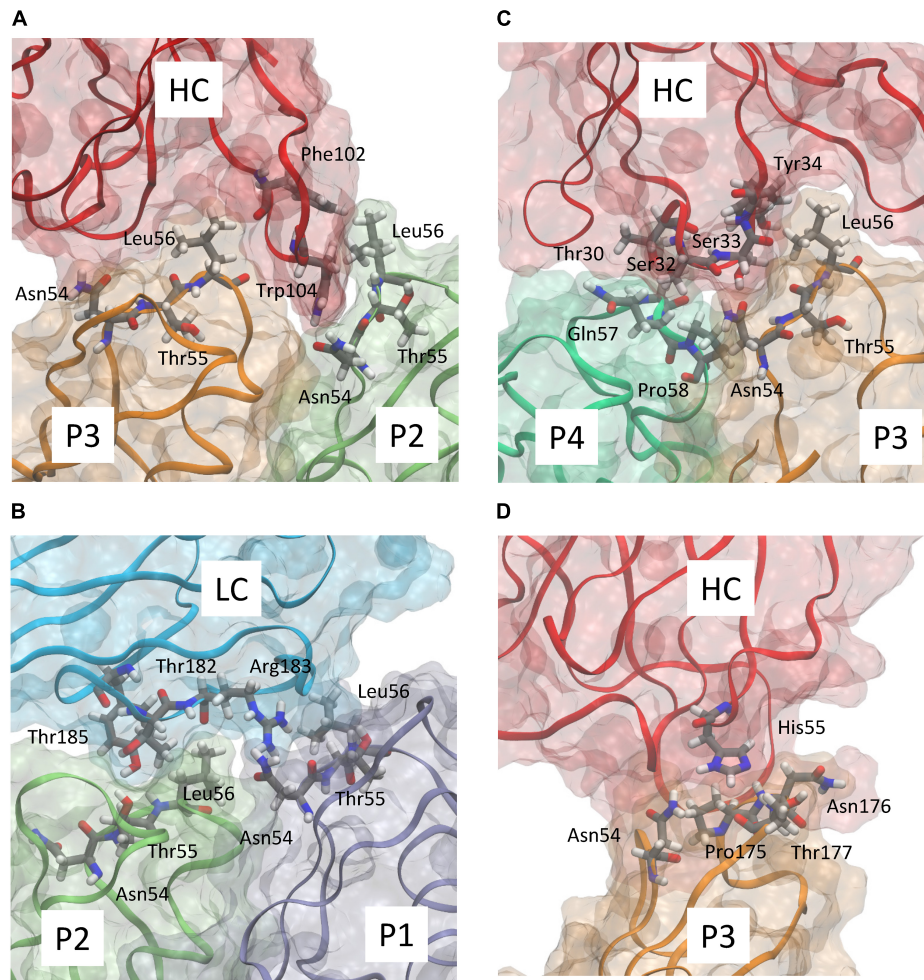 A
HC
Phe102
Leu56
Leu56
Asn54
Trp104
Thr55
Thr55
Asn54
P3
P2
C
HC
Tyr34
Leu56
Ser33
Thr30
Ser32
Gln57
Thr55
Pro58
Asn54
P4
P3
B
LC
Thr182
Arg183
Leu56
Thr185
Leu56
Thr55
Asn54
Thr55
Asn54
P2
P1
D
HC
His55
Asn176
Asn54
Pro175
Thr177
P3